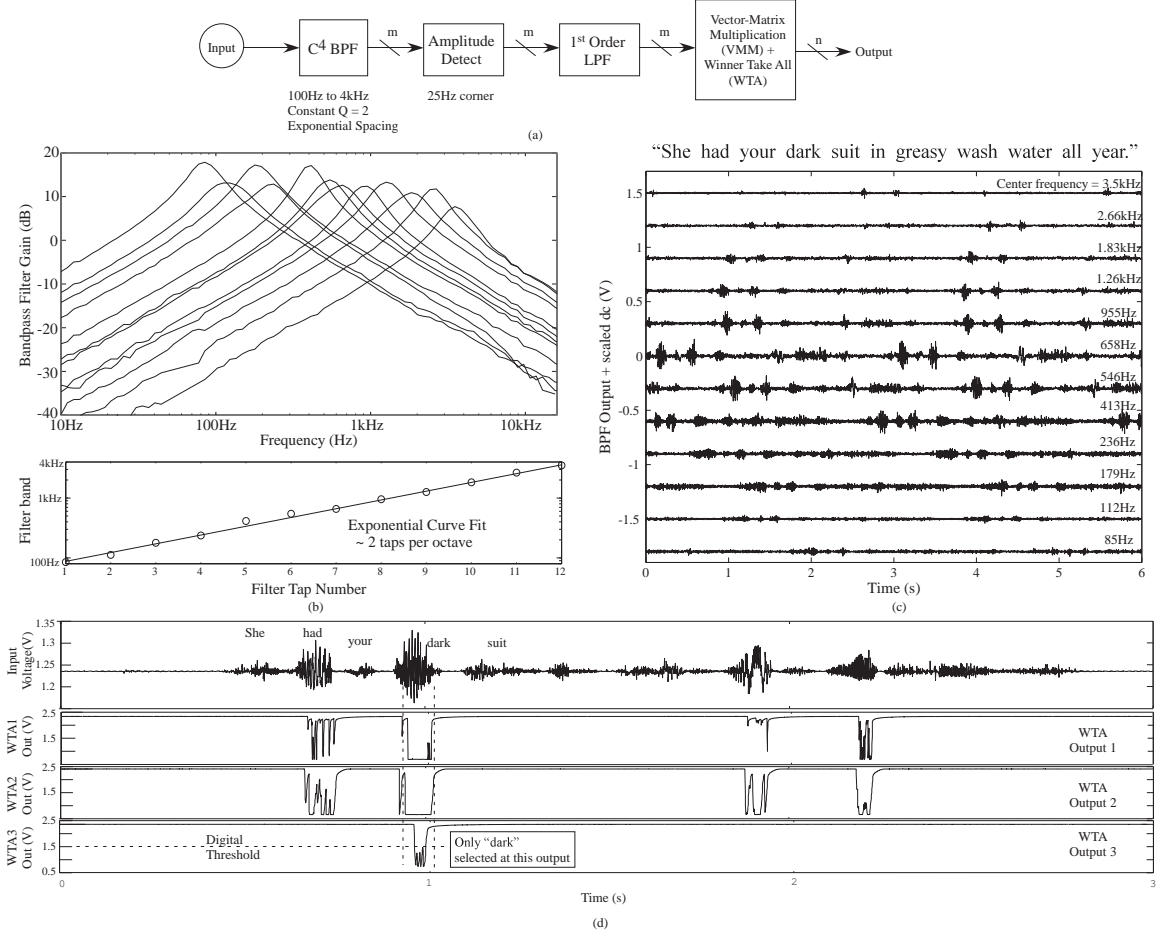 Input
C4 BPF
m
Amplitude
Detect
m
1st Order
LPF
m
Vector-Matrix
Multiplication
(VMM) +
Winner Take All
(WTA)
n
Output
100Hz to 4kHz
Constant Q = 2
Exponential Spacing
25Hz corner
(a)
20
10
0
-10
-20
-30
-40
Bandpass Filter Gain (dB)
10Hz
100Hz
1kHz
10kHz
Frequency (Hz)
4kHz
1kHz
100Hz
Filter band
Exponential Curve Fit
~ 2 taps per octave
1 2 3 4 5 6 7 8 9 10 11 12
Filter Tap Number
(b)
“She had your dark suit in greasy wash water all year.”
1.5
1
0.5
0
-0.5
-1
-1.5
BPF Output + scaled dc (V)
Center frequency = 3.5kHz
2.66kHz
1.83kHz
1.26kHz
955Hz
658Hz
546Hz
413Hz
236Hz
179Hz
112Hz
85Hz
0 1 2 3 4 5 6
Time (s)
(c)
1.35
1.3
1.25
1.2
Input
Voltage(V)
She had your dark suit
2.5
1.5
WTA1
Out (V)
WTA
Output 1
2.5
1.5
WTA2
Out (V)
WTA
Output 2
2.5
1.5
0.5
WTA3
Out (V)
Digital
Threshold
Only “dark”
selected at this output
WTA
Output 3
0 1 2 3
Time (s)
(d)